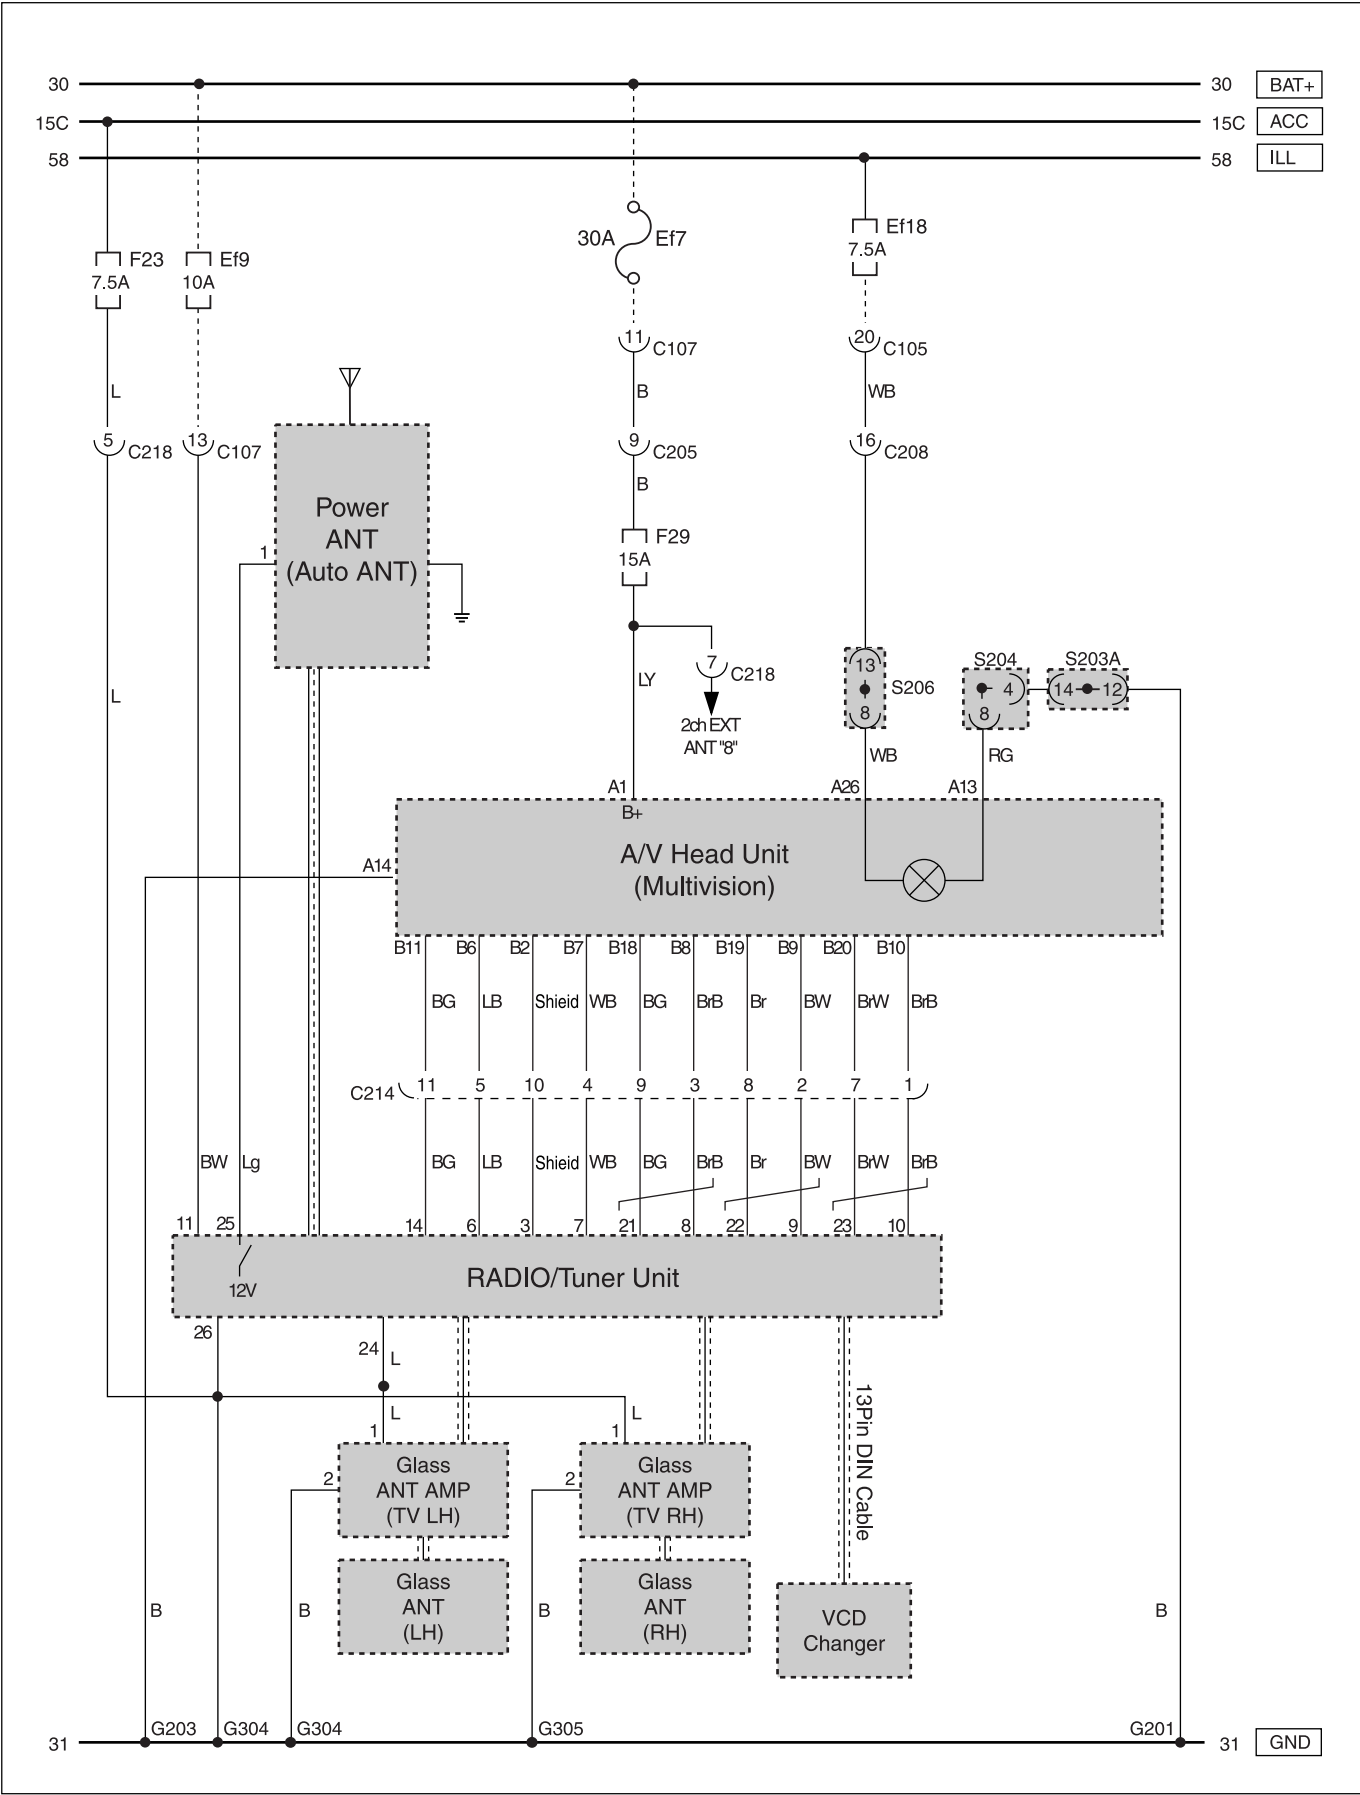 30
30
BAT+
15C
15C
ACC
58
58
ILL
F23
7.5A
Ef9
10A
30A
Ef7
Ef18
7.5A
11
C107
20
C105
L
B
WB
5
C218
13
C107
9
C205
16
C208
B
Power
ANT
(Auto ANT)
1
F29
15A
L
LY
7
C218
2ch EXT
ANT "8"
13
8
S206
S204
4
8
S203A
14
12
WB
RG
A1
A26
A13
B+
A/V Head Unit
(Multivision)
A14
B11
B6
B2
B7
B18
B8
B19
B9
B20
B10
BG
LB
Shieid
WB
BG
BrB
Br
BW
BrW
BrB
C214
11
5
10
4
9
3
8
2
7
1
BW
Lg
BG
LB
Shieid
WB
BG
BrB
Br
BW
BrW
BrB
11
25
14
6
3
7
21
8
22
9
23
10
12V
RADIO/Tuner Unit
26
24
L
L
L
1
1
2
2
Glass
ANT AMP
(TV LH)
Glass
ANT AMP
(TV RH)
13Pin DIN Cable
Glass
ANT
(LH)
Glass
ANT
(RH)
VCD
Changer
B
B
B
B
31
G203
G304
G304
G305
G201
31
GND